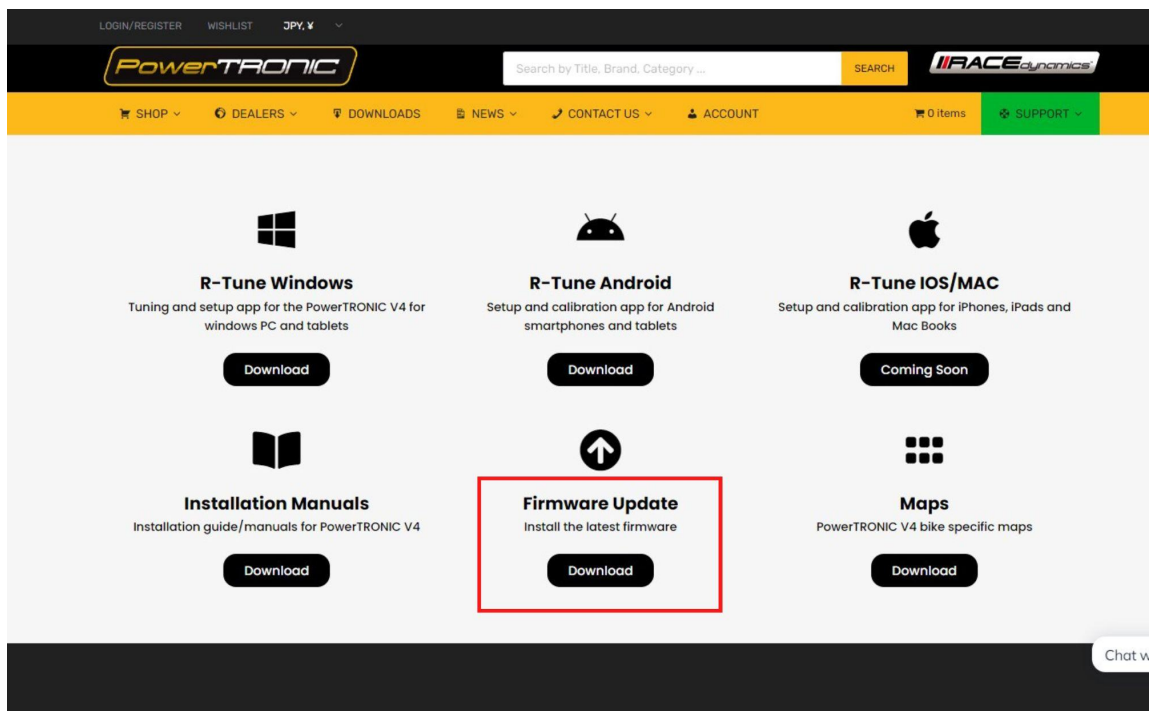 LOGIN/REGISTER WISHLIST JPY, ¥
PowerTRONIC
Search by Title, Brand, Category ...
SEARCH
RACEdynamics
SHOP DEALERS DOWNLOADS NEWS CONTACT US ACCOUNT 0 items SUPPORT
R-Tune Windows
Tuning and setup app for the PowerTRONIC V4 for
windows PC and tablets
Download
R-Tune Android
Setup and calibration app for Android
smartphones and tablets
Download
R-Tune IOS/MAC
Setup and calibration app for iPhones, iPads and
Mac Books
Coming Soon
Installation Manuals
Installation guide/manuals for PowerTRONIC V4
Download
Firmware Update
Install the latest firmware
Download
Maps
PowerTRONIC V4 bike specific maps
Download
Chat w